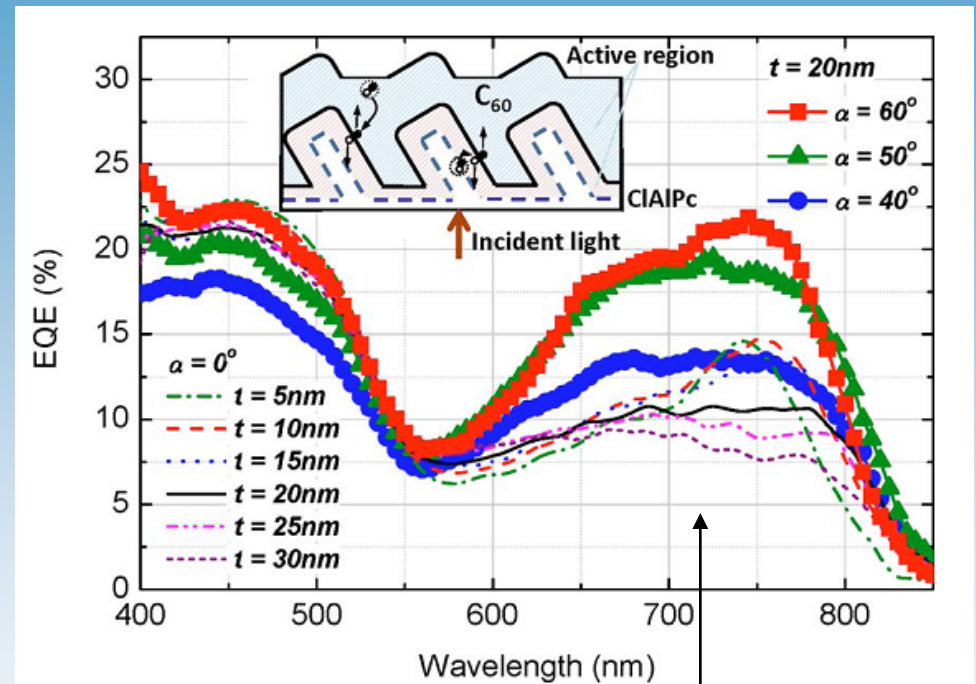 EQE (%)
30
25
20
15
10
5
0
400
500
600
700
800
Wavelength (nm)
Active region
C60
ClAlPc
Incident light
t = 20nm
α = 60°
α = 50°
α = 40°
α = 0°
t = 5nm
t = 10nm
t = 15nm
t = 20nm
t = 25nm
t = 30nm